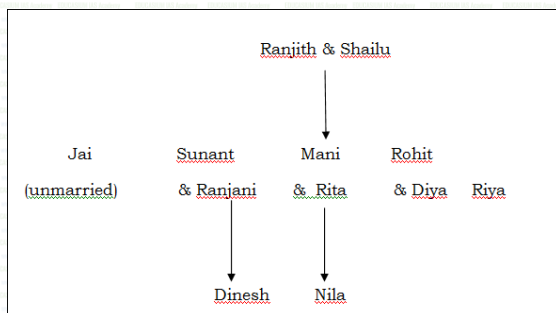 Ranjith & Shailu
Jai Sunant Mani Rohit
(unmarried) & Ranjani & Rita & Diya Riya
Dinesh Nila